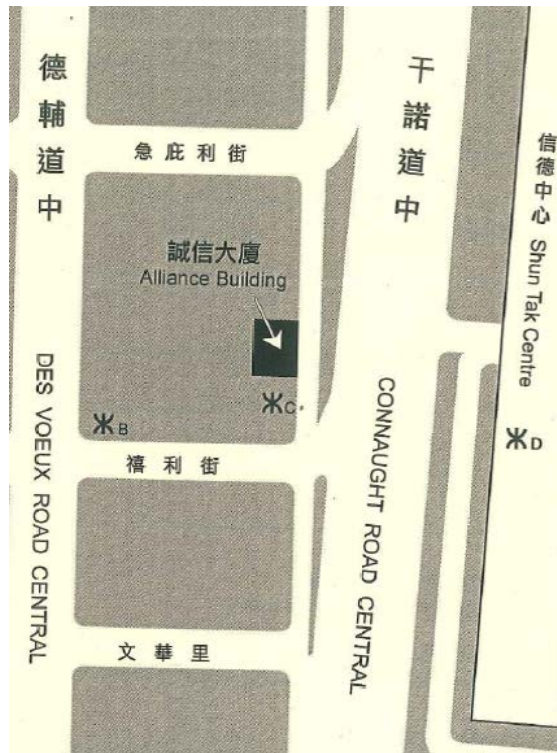 德輔道中
干諾道中
急庇利街
信德中心 Shun Tak Centre
誠信大廈
Alliance Building
C
B
D
禧利街
DES VOEUX ROAD CENTRAL
CONNAUGHT ROAD CENTRAL
文華里